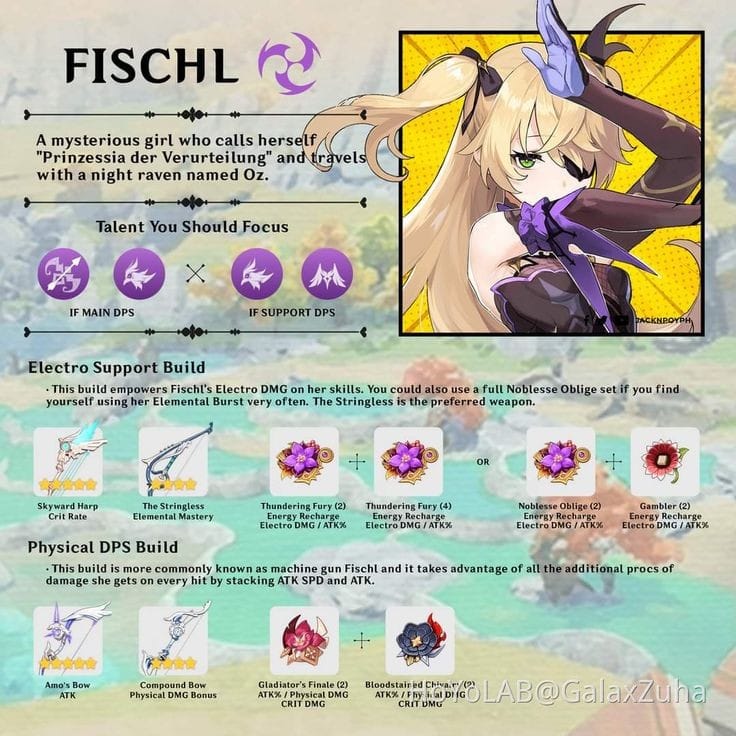 FISCHL
A mysterious girl who calls herself
"Prinzessia der Verurteilung" and travels
with a night raven named Oz.
Talent You Should Focus
IF MAIN DPS
IF SUPPORT DPS
JACKNPOYPH
Electro Support Build
· This build empowers Fischl's Electro DMG on her skills. You could also use a full Noblesse Oblige set if you find
yourself using her Elemental Burst very often. The Stringless is the preferred weapon.
Skyward Harp
Crit Rate
The Stringless
Elemental Mastery
Thundering Fury (2)
Energy Recharge
Electro DMG / ATK%
Thundering Fury (4)
Energy Recharge
Electro DMG / ATK%
OR
Noblesse Oblige (2)
Energy Recharge
Electro DMG / ATK%
Gambler (2)
Energy Recharge
Electro DMG / ATK%
Physical DPS Build
· This build is more commonly known as machine gun Fischl and it takes advantage of all the additional procs of
damage she gets on every hit by stacking ATK SPD and ATK.
Amo's Bow
ATK
Compound Bow
Physical DMG Bonus
Gladiator's Finale (2)
ATK% / Physical DMG
CRIT DMG
Bloodstained Chivalry (2)
ATK% / Physical DMG
CRIT DMG
HoYoLAB@GalaxZuha